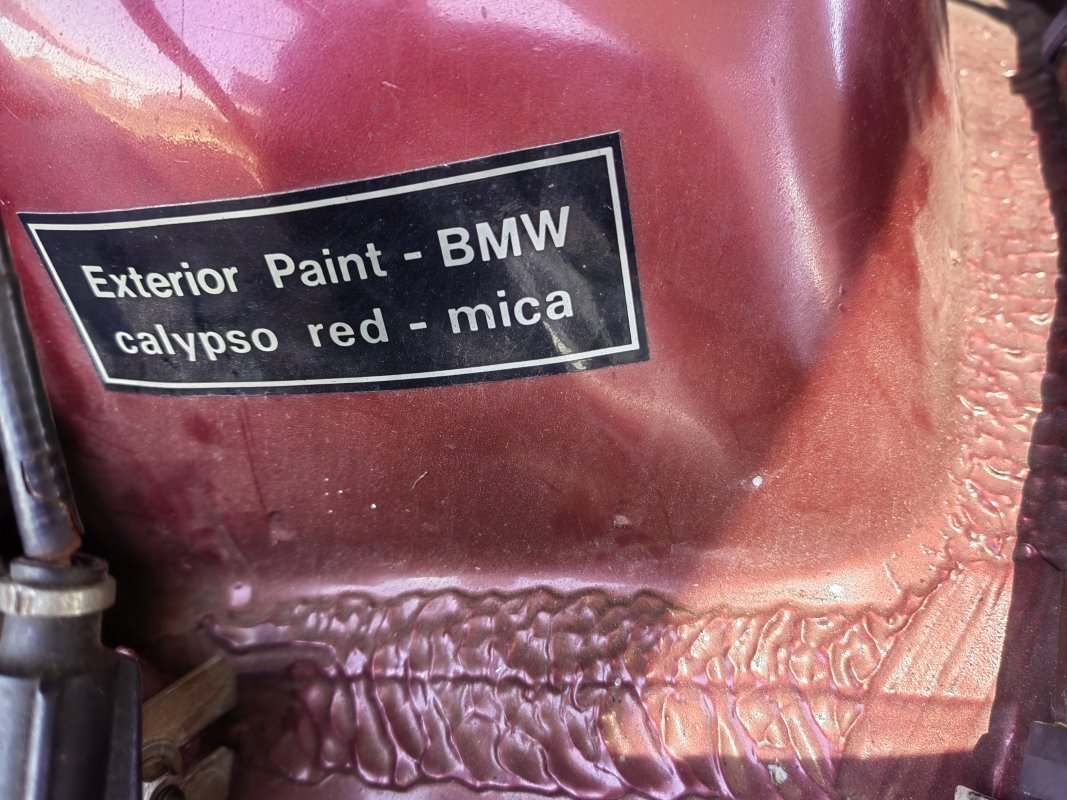 Exterior Paint - BMW
calypso red - mica